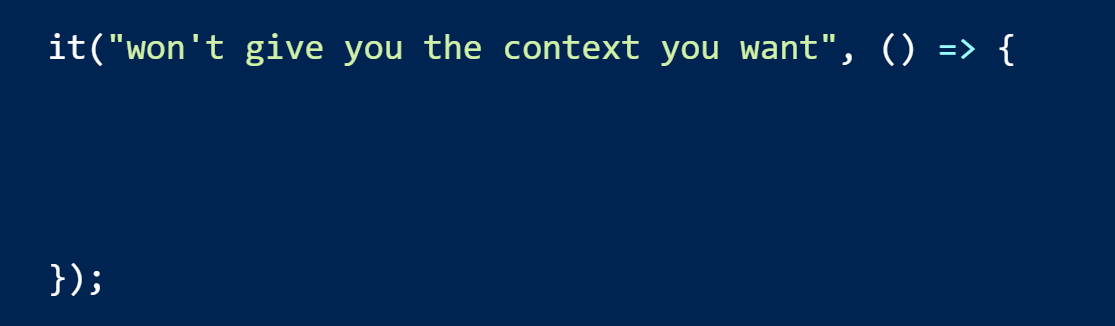 it("won't give you the context you want", () => {
});